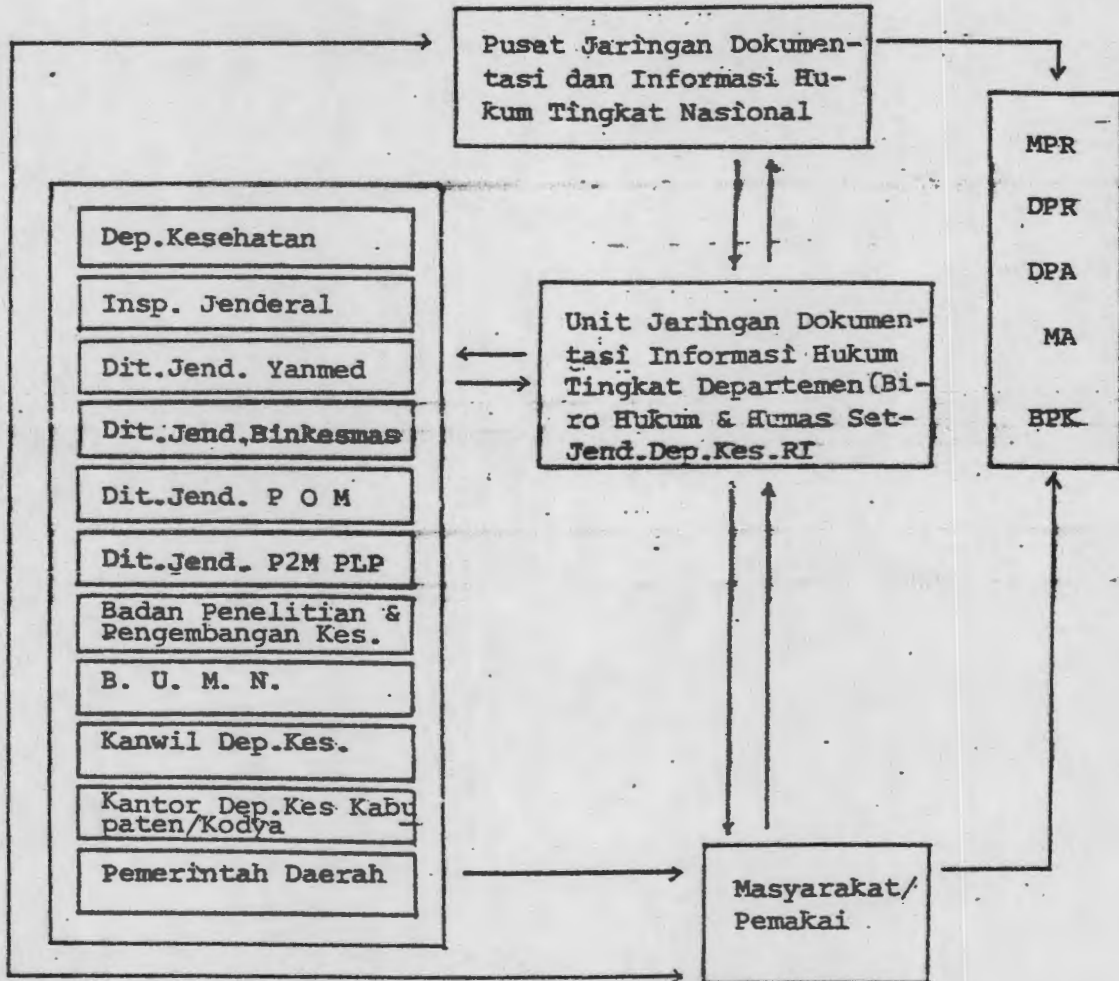 Pusat Jaringan Dokumen-
tasi dan Informasi Hu-
kum Tingkat Nasional
MPR
DPR
DPA
MA
BPK
Dep.Kesehatan
Insp. Jenderal
Dit.Jend. Yanmed
Dit.Jend.Binkesmas
Dit.Jend. P O M
Dit.Jend. P2M PLP
Badan Penelitian &
Pengembangan Kes.
B. U. M. N.
Kanwil Dep.Kes.
Kantor Dep.Kes Kabu
paten/Kodya
Pemerintah Daerah
Unit Jaringan Dokumen-
tasi Informasi Hukum
Tingkat Departemen (Bi-
ro Hukum & Humas Set-
Jend.Dep.Kes.RI
Masyarakat/
Pemakai